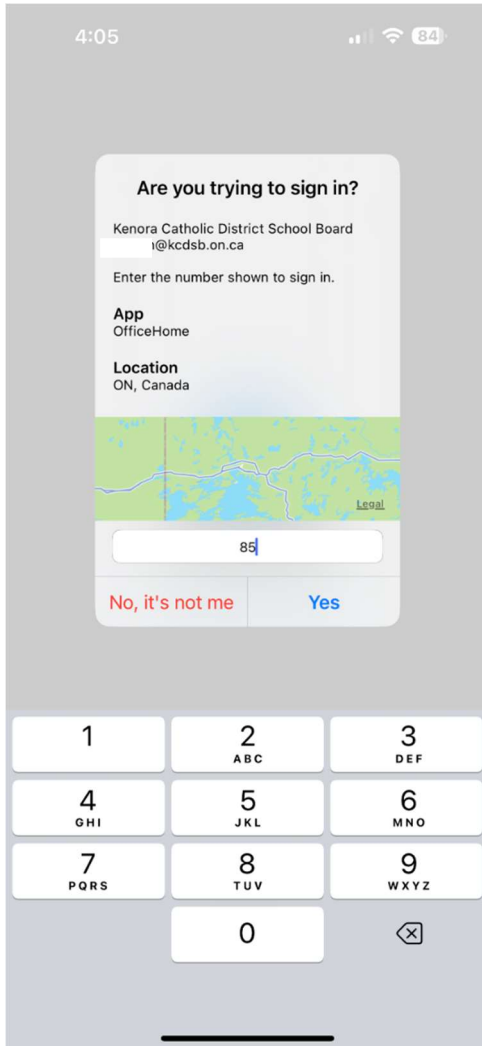 4:05
84
Are you trying to sign in?
Kenora Catholic District School Board
@kcdsb.on.ca
Enter the number shown to sign in.
App
OfficeHome
Location
ON, Canada
Legal
85
No, it's not me
Yes
1
2
3
ABC
DEF
4
5
6
GHI
JKL
MNO
7
8
9
PQRS
TUV
WXYZ
0